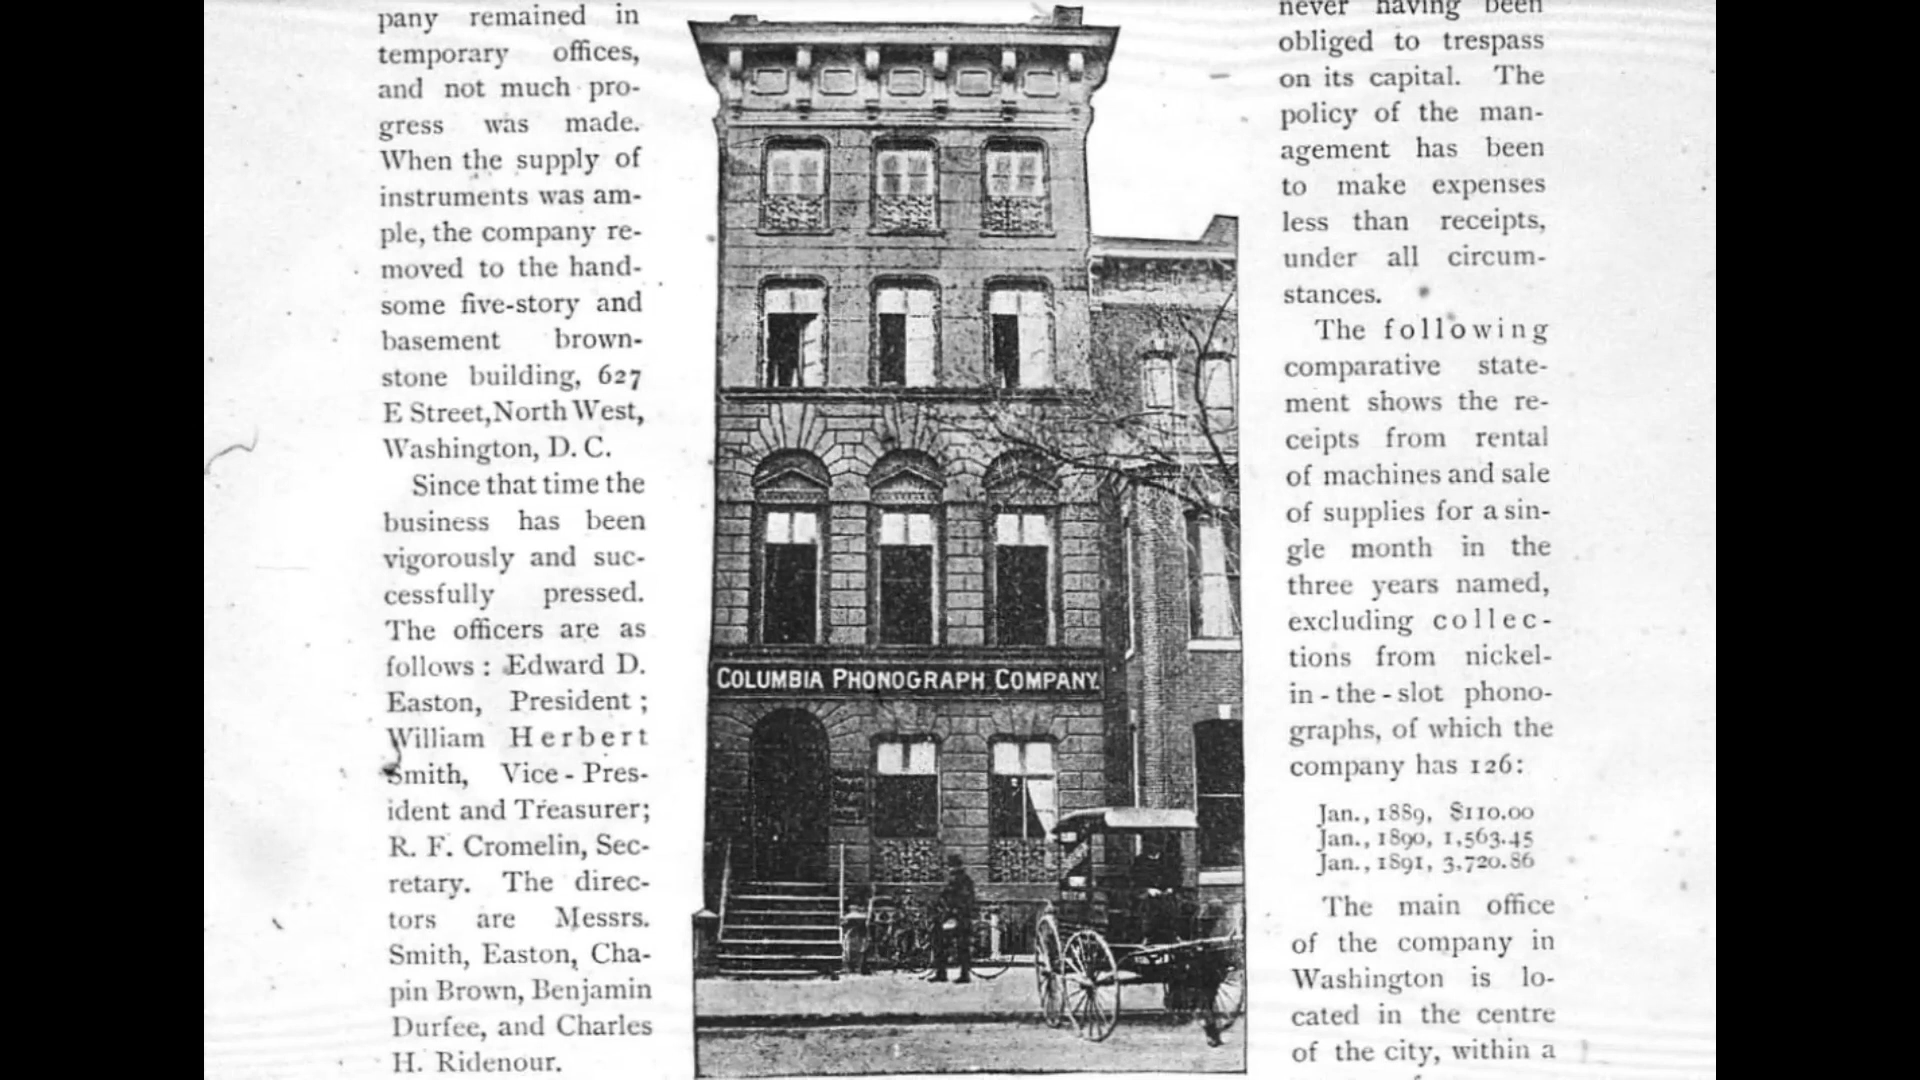 pany remained in
temporary offices,
and not much pro-
gress was made.
When the supply of
instruments was am-
ple, the company re-
moved to the hand-
some five-story and
basement brown-
stone building, 627
E Street, North West,
Washington, D. C.
Since that time the
business has been
vigorously and suc-
cessfully pressed.
The officers are as
follows: Edward D.
Easton, President;
William Herbert
Smith, Vice-Pres-
ident and Treasurer;
R. F. Cromelin, Sec-
retary. The direc-
tors are Messrs.
Smith, Easton, Cha-
pin Brown, Benjamin
Durfee, and Charles
H. Ridenour.
COLUMBIA PHONOGRAPH COMPANY.
never having been
obliged to trespass
on its capital. The
policy of the man-
agement has been
to make expenses
less than receipts,
under all circum-
stances.
The following
comparative state-
ment shows the re-
ceipts from rental
of machines and sale
of supplies for a sin-
gle month in the
three years named,
excluding collec-
tions from nickel-
in-the-slot phono-
graphs, of which the
company has 126:
Jan., 1889, $110.00
Jan., 1890, 1,563.45
Jan., 1891, 3,720.86
The main office
of the company in
Washington is lo-
cated in the centre
of the city, within a